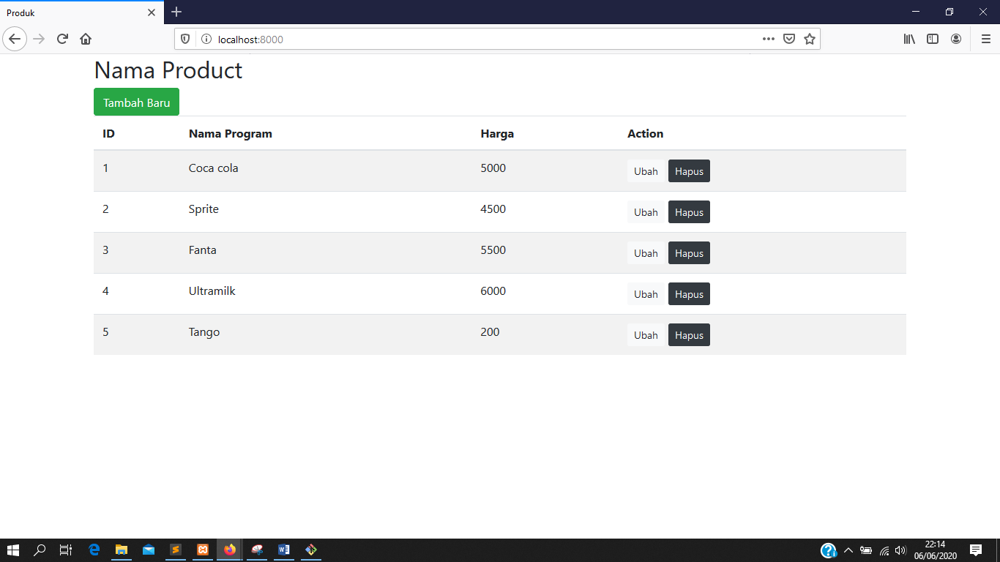 Produk
localhost:8000
Nama Product
Tambah Baru
ID Nama Program Harga Action
1 Coca cola 5000 Ubah Hapus
2 Sprite 4500 Ubah Hapus
3 Fanta 5500 Ubah Hapus
4 Ultramilk 6000 Ubah Hapus
5 Tango 200 Ubah Hapus
22:14
06/06/2020